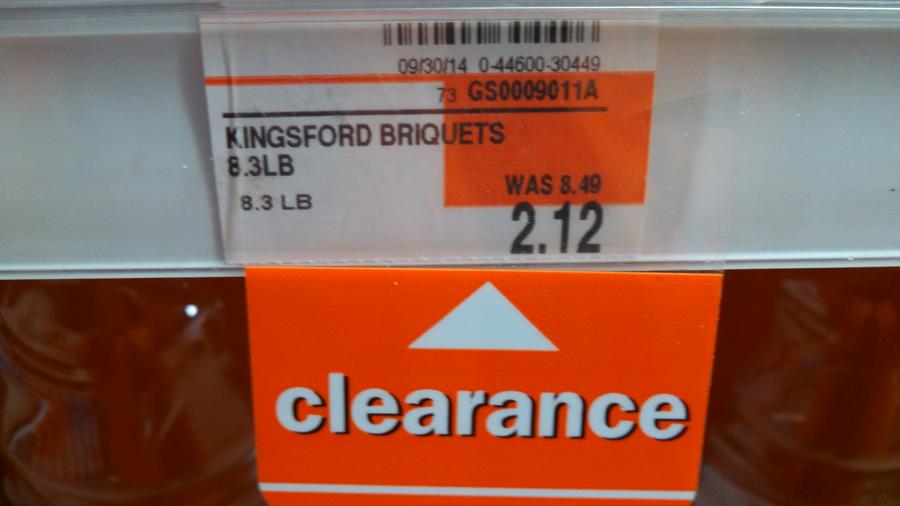 09/30/14 0-44600-30449
73 GS0009011A
KINGSFORD BRIQUETS
8.3LB
8.3 LB
WAS 8.49
2.12
clearance